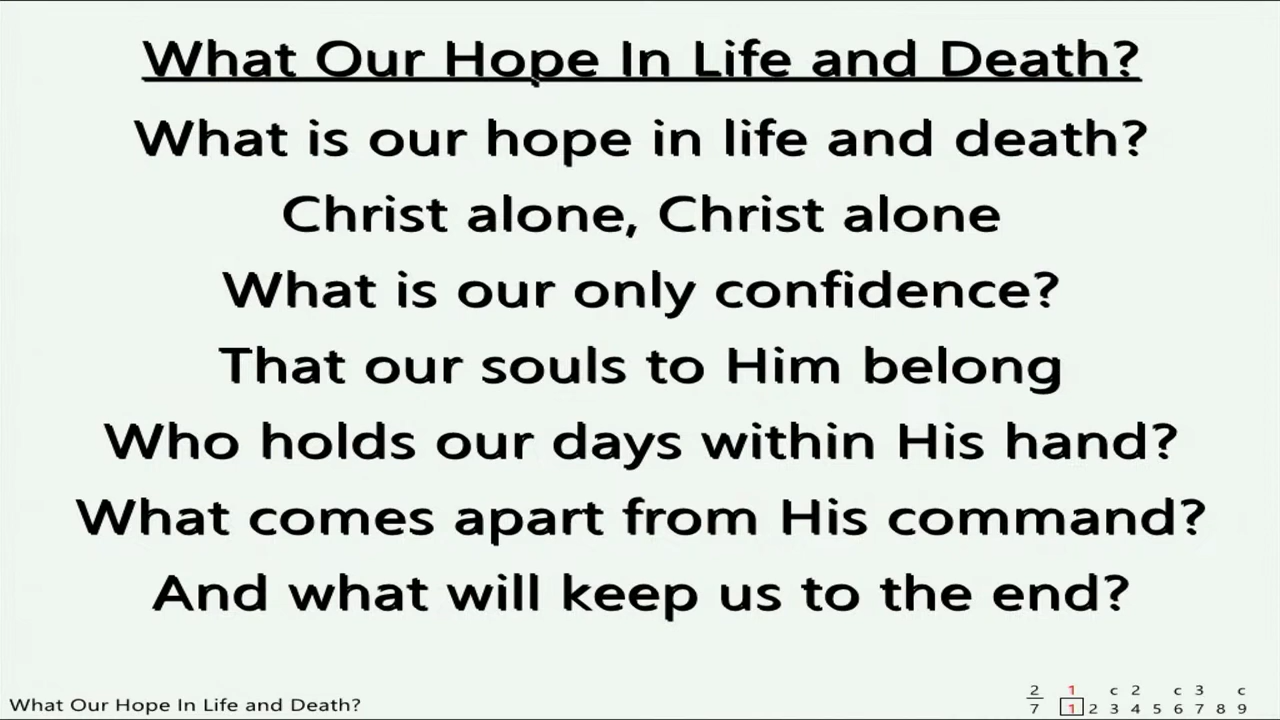 What Our Hope In Life and Death?
What is our hope in life and death?
Christ alone, Christ alone
What is our only confidence?
That our souls to Him belong
Who holds our days within His hand?
What comes apart from His command?
And what will keep us to the end?
What Our Hope In Life and Death?
2 1 c 2 c 3 c
7 1 2 3 4 5 6 7 8 9